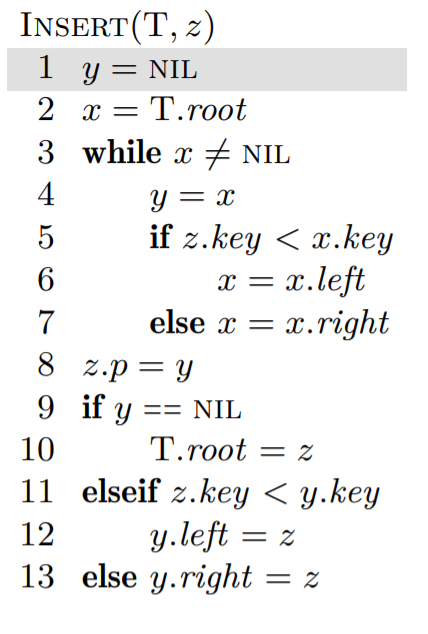 INSERT(T, z)
1 y = NIL
2 x = T.root
3 while x ≠ NIL
4 y = x
5 if z.key < x.key
6 x = x.left
7 else x = x.right
8 z.p = y
9 if y == NIL
10 T.root = z
11 elseif z.key < y.key
12 y.left = z
13 else y.right = z